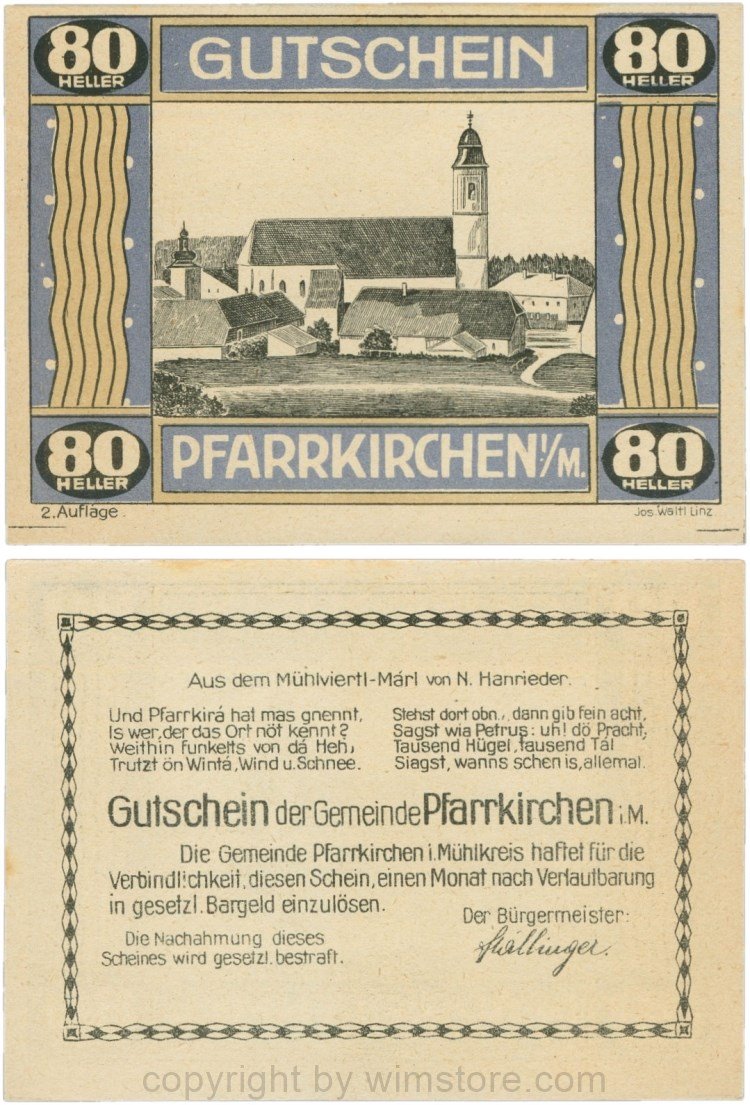 80 HELLER GUTSCHEIN 80 HELLER
80 HELLER PFARRKIRCHEN i/M. 80 HELLER
2. Auflage. Jos. Waltl Linz
Aus dem Mühlviertl-Márl von N. Hanrieder.
Und Pfarrkirá hat mas gnennt,
Is wer, der das Ort nöt kennt?
Weithin funkelts von dá Heh,
Trutzt ön Wintá, Wind u. Schnee.
Stehst dort obn., dann gib fein acht,
Sagst wia Petrus: uh! dö Pracht,
Tausend Hügel, tausend Tál
Siagst, wanns schen is, allemal.
Gutschein der Gemeinde Pfarrkirchen i.M.
Die Gemeinde Pfarrkirchen i. Mühlkreis haftet für die
Verbindlichkeit, diesen Schein, einen Monat nach Verlautbarung
in gesetzl. Bargeld einzulösen.
Der Bürgermeister:
Die Nachahmung dieses
Scheines wird gesetzl. bestraft.
copyright by wimstore.com